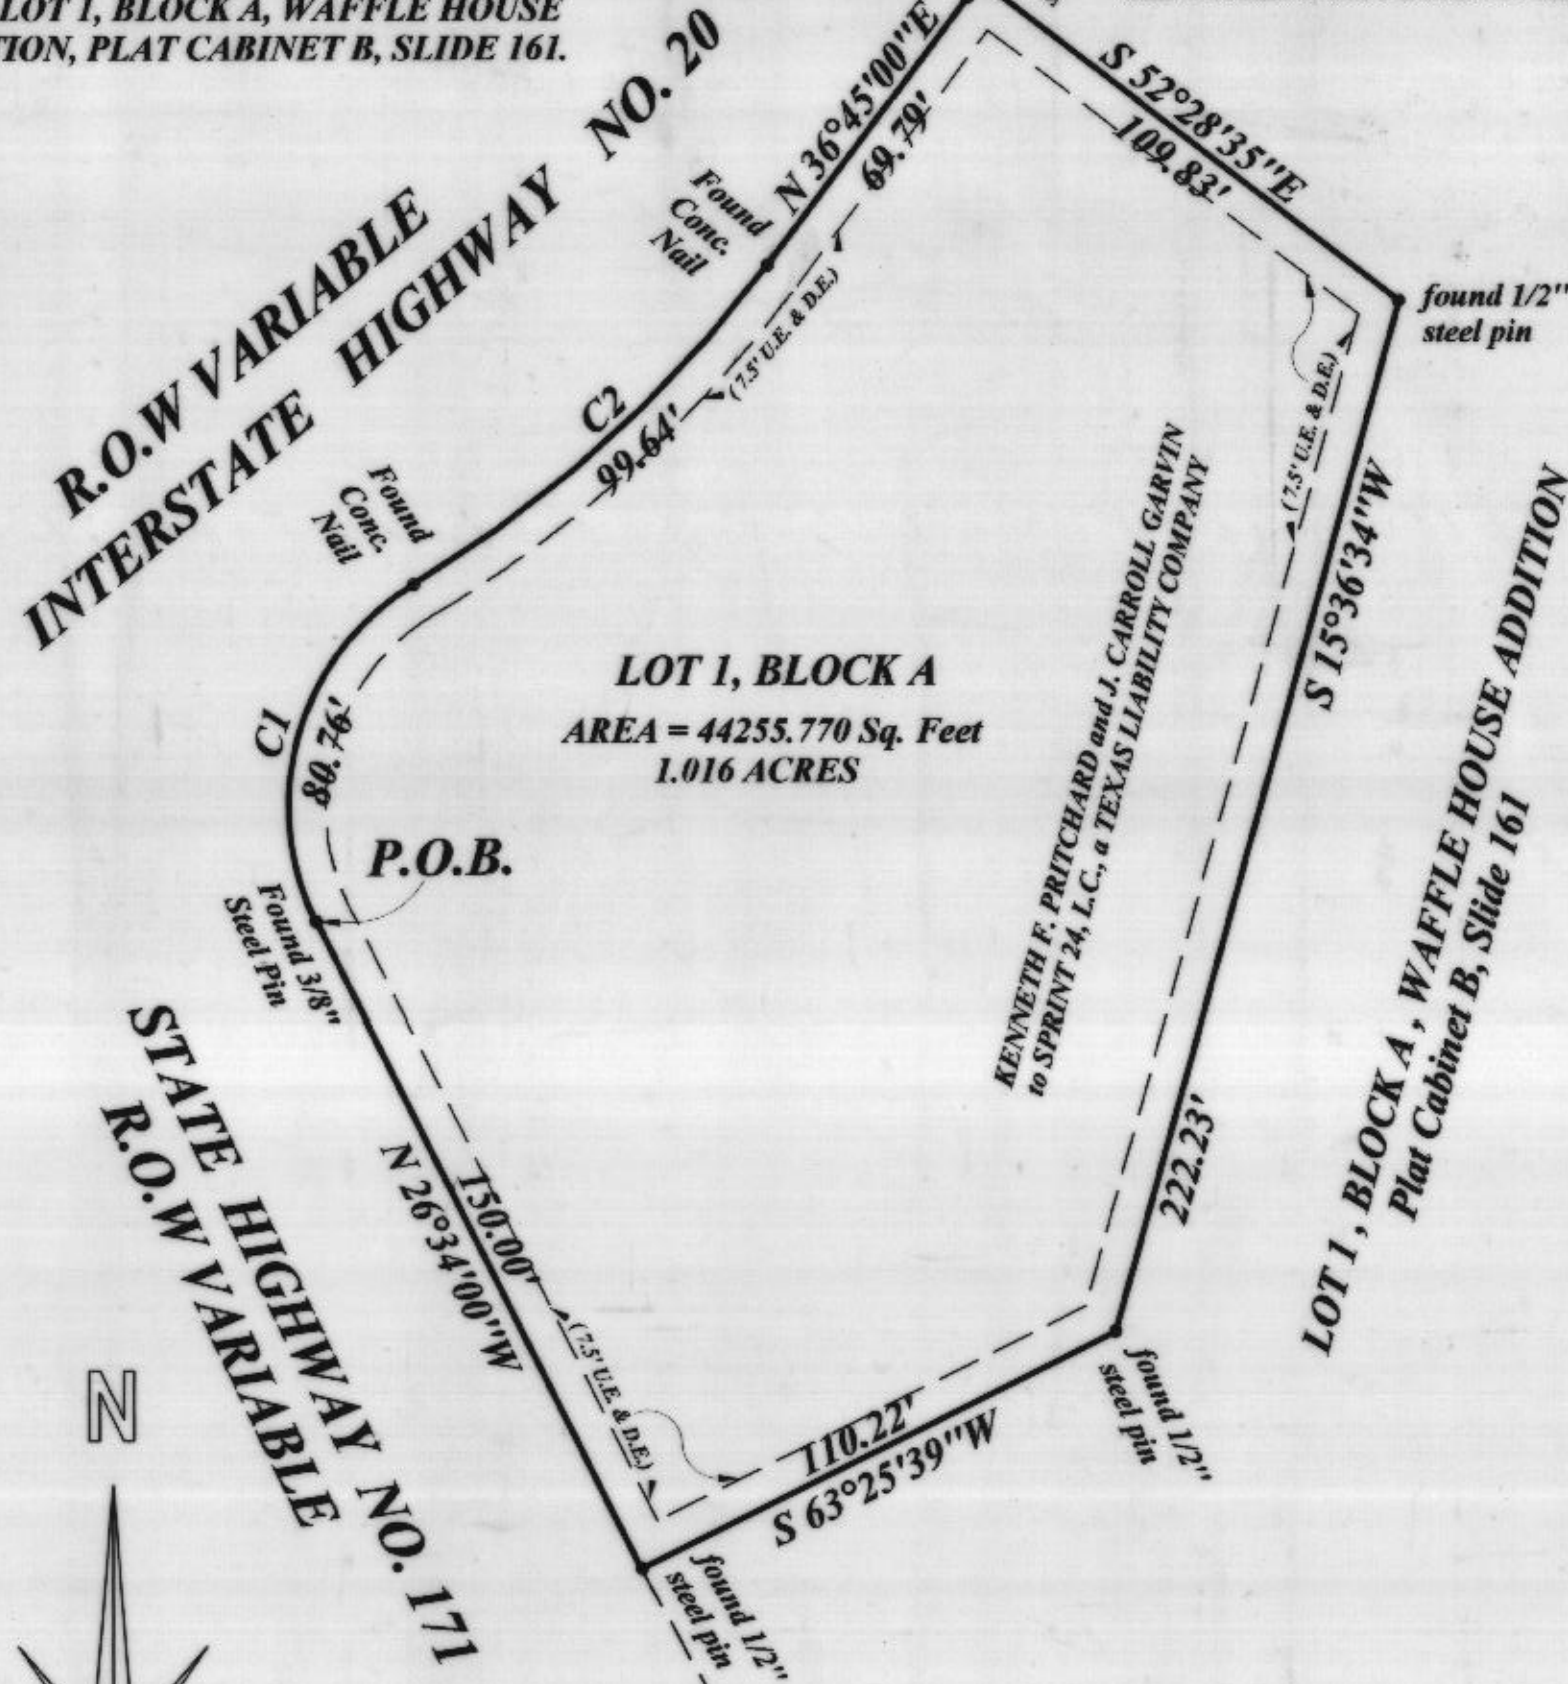 LOT 1, BLOCK A, WAFFLE HOUSE
TION, PLAT CABINET B, SLIDE 161.
R.O.W VARIABLE
INTERSTATE HIGHWAY NO. 20
N 36°45'00"E
69.79'
S 52°28'35"E
109.83'
Found
Conc.
Nail
found 1/2"
steel pin
(7.5' U.E. & D.E.)
C2
99.64'
(7.5' U.E. & D.E.)
Found
Conc.
Nail
S 15°36'34"W
222.23'
KENNETH F. PRITCHARD and J. CARROLL GARVIN
to SPRINT 24, L.C., a TEXAS LIABILITY COMPANY
LOT 1, BLOCK A
AREA = 44255.770 Sq. Feet
1.016 ACRES
C1
80.76'
P.O.B.
Found 3/8"
Steel Pin
LOT 1, BLOCK A, WAFFLE HOUSE ADDITION
Plat Cabinet B, Slide 161
STATE HIGHWAY NO. 171
R.O.W VARIABLE
150.00'
N 26°34'00"W
(7.5' U.E. & D.E.)
110.22'
S 63°25'39"W
found 1/2"
steel pin
found 1/2"
steel pin
N